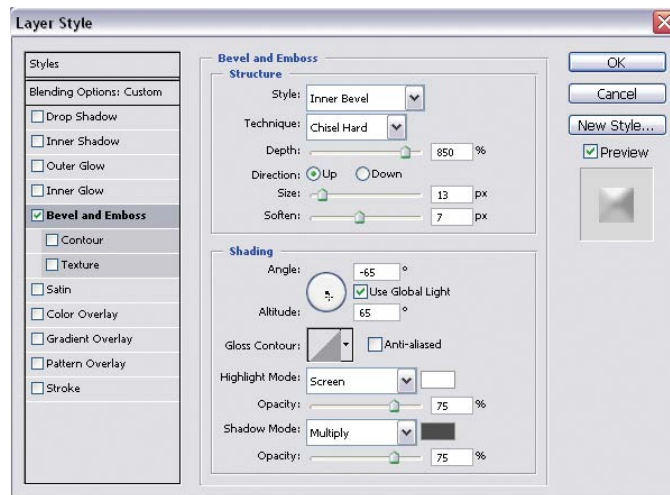 Layer Style
Styles
Blending Options: Custom
Drop Shadow
Inner Shadow
Outer Glow
Inner Glow
Bevel and Emboss
Contour
Texture
Satin
Color Overlay
Gradient Overlay
Pattern Overlay
Stroke
Bevel and Emboss
Structure
Style: Inner Bevel
Technique: Chisel Hard
Depth: 850 %
Direction: Up Down
Size: 13 px
Soften: 7 px
Shading
Angle: -65 °
Use Global Light
Altitude: 65 °
Gloss Contour: Anti-aliased
Highlight Mode: Screen
Opacity: 75 %
Shadow Mode: Multiply
Opacity: 75 %
OK
Cancel
New Style...
Preview